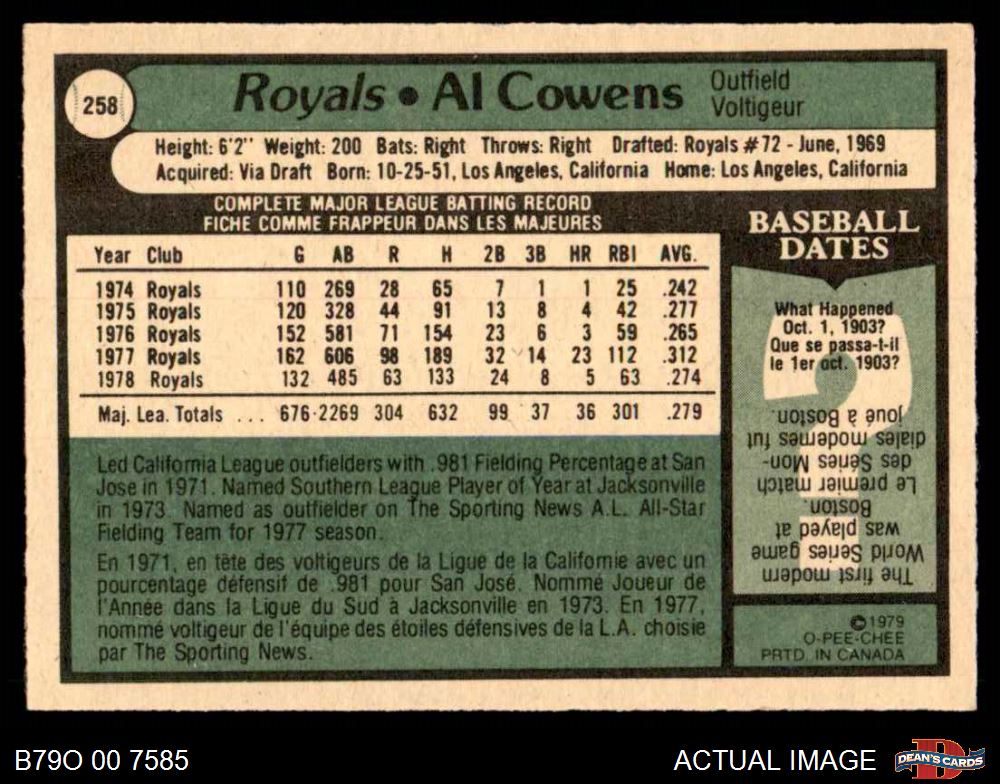 258
Royals • Al Cowens
Outfield
Voltigeur
Height: 6'2" Weight: 200 Bats: Right Throws: Right Drafted: Royals #72 - June, 1969
Acquired: Via Draft Born: 10-25-51, Los Angeles, California Home: Los Angeles, California
COMPLETE MAJOR LEAGUE BATTING RECORD
FICHE COMME FRAPPEUR DANS LES MAJEURES
Year Club G AB R H 2B 3B HR RBI AVG.
1974 Royals 110 269 28 65 7 1 1 25 .242
1975 Royals 120 328 44 91 13 8 4 42 .277
1976 Royals 152 581 71 154 23 6 3 59 .265
1977 Royals 162 606 98 189 32 14 23 112 .312
1978 Royals 132 485 63 133 24 8 5 63 .274
Maj. Lea. Totals ... 676 2269 304 632 99 37 36 301 .279
Led California League outfielders with .981 Fielding Percentage at San
Jose in 1971. Named Southern League Player of Year at Jacksonville
in 1973. Named as outfielder on The Sporting News A.L. All-Star
Fielding Team for 1977 season.
En 1971, en tête des voltigeurs de la Ligue de la Californie avec un
pourcentage défensif de .981 pour San José. Nommé Joueur de
l'Année dans la Ligue du Sud à Jacksonville en 1973. En 1977,
nommé voltigeur de l'équipe des étoiles défensives de la L.A. choisie
par The Sporting News.
BASEBALL
DATES
What Happened
Oct. 1, 1903?
Que se passa-t-il
le 1er oct. 1903?
The first modern
World Series game
was played at
Boston.
Le premier match
des Séries Mon-
diales modernes fut
joué à Boston.
©1979
O-PEE-CHEE
PRTD. IN CANADA
B79O 00 7585
ACTUAL IMAGE
D
DEAN'S CARDS